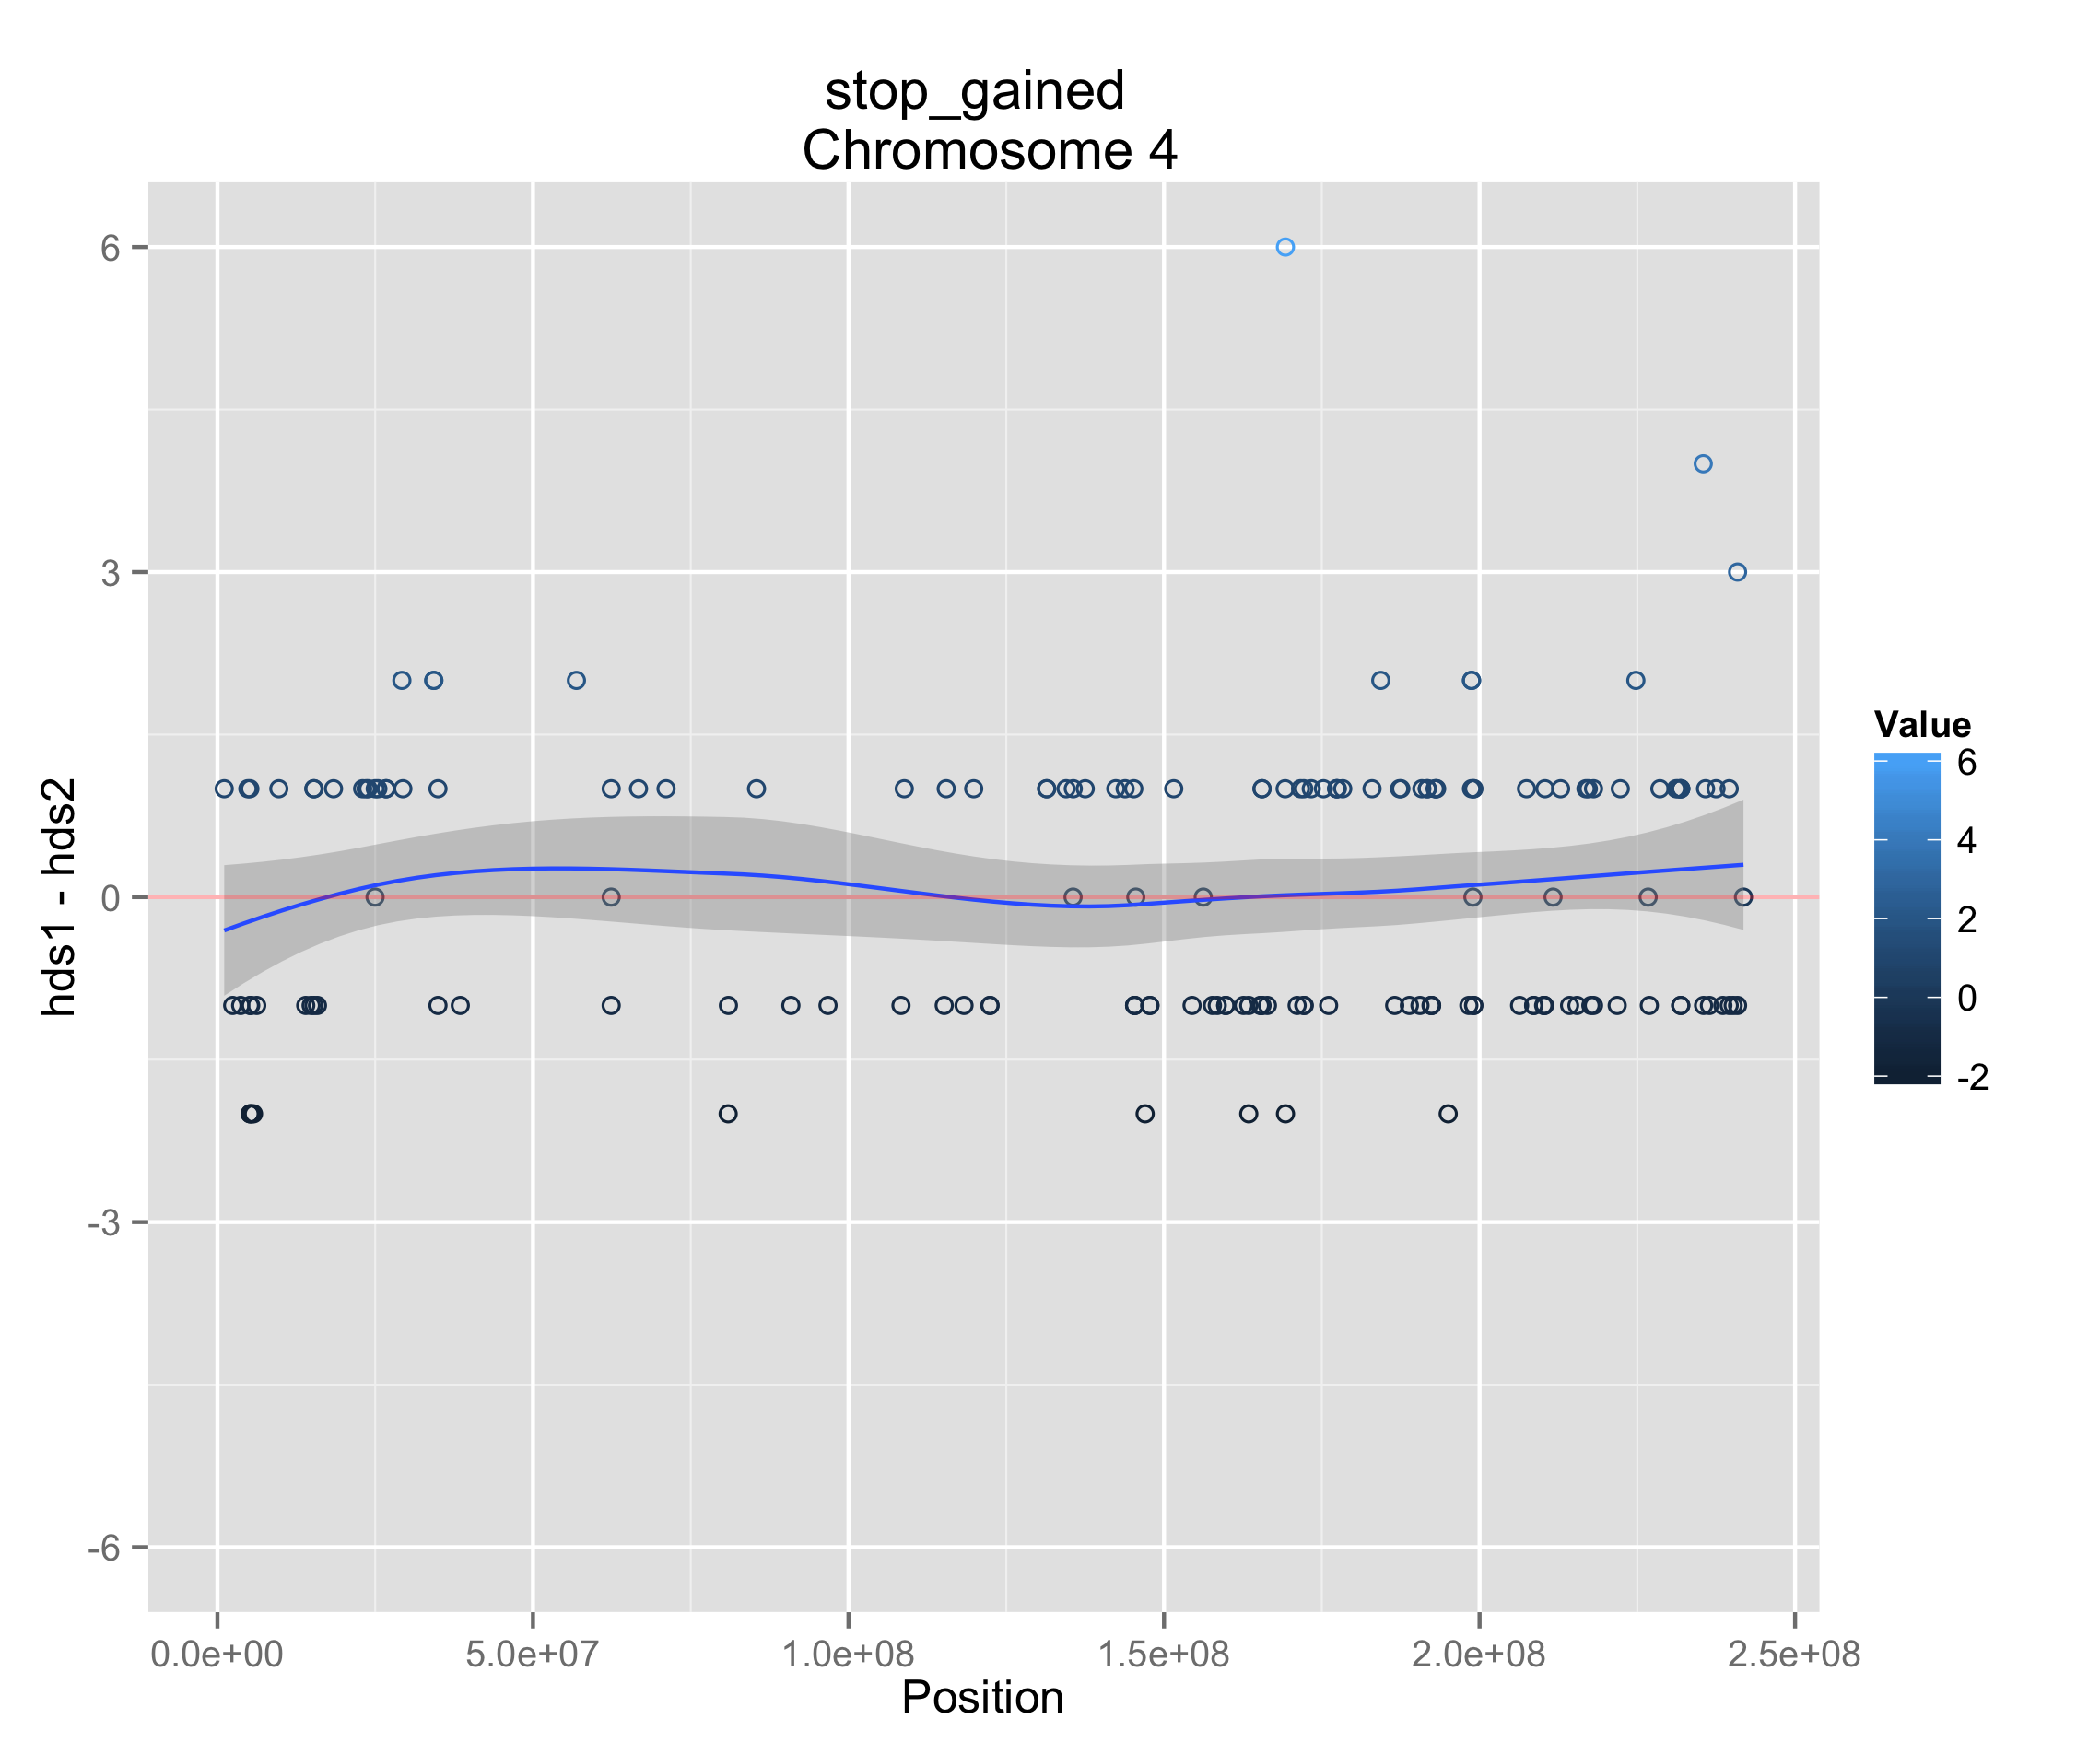 stop_gained
Chromosome 4
hds1 - hds2
6
3
0
-3
-6
0.0e+00 5.0e+07 1.0e+08 1.5e+08 2.0e+08 2.5e+08
Position
Value
6
4
2
0
-2